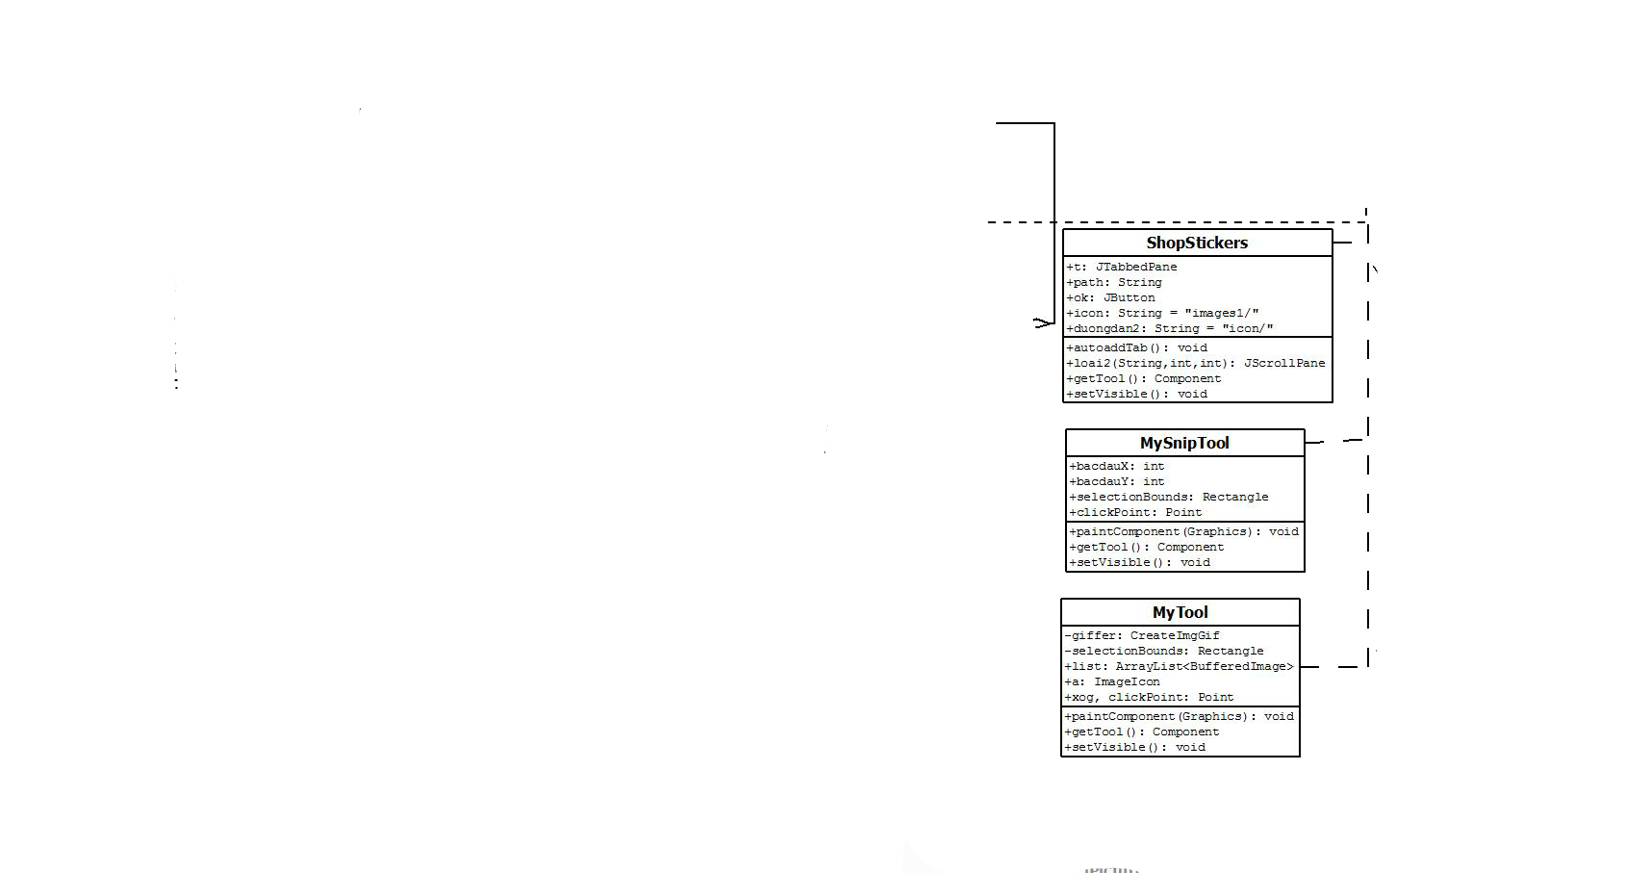 ShopStickers
+t: JTabbedPane
+path: String
+ok: JButton
+icon: String = "images1/"
+duongdan2: String = "icon/"
+autoaddTab(): void
+loai2(String,int,int): JScrollPane
+getTool(): Component
+setVisible(): void
MySnipTool
+bacdauX: int
+bacdauY: int
+selectionBounds: Rectangle
+clickPoint: Point
+paintComponent(Graphics): void
+getTool(): Component
+setVisible(): void
MyTool
-giffer: CreateImgGif
-selectionBounds: Rectangle
+list: ArrayList<BufferedImage>
+a: ImageIcon
+xog, clickPoint: Point
+paintComponent(Graphics): void
+getTool(): Component
+setVisible(): void